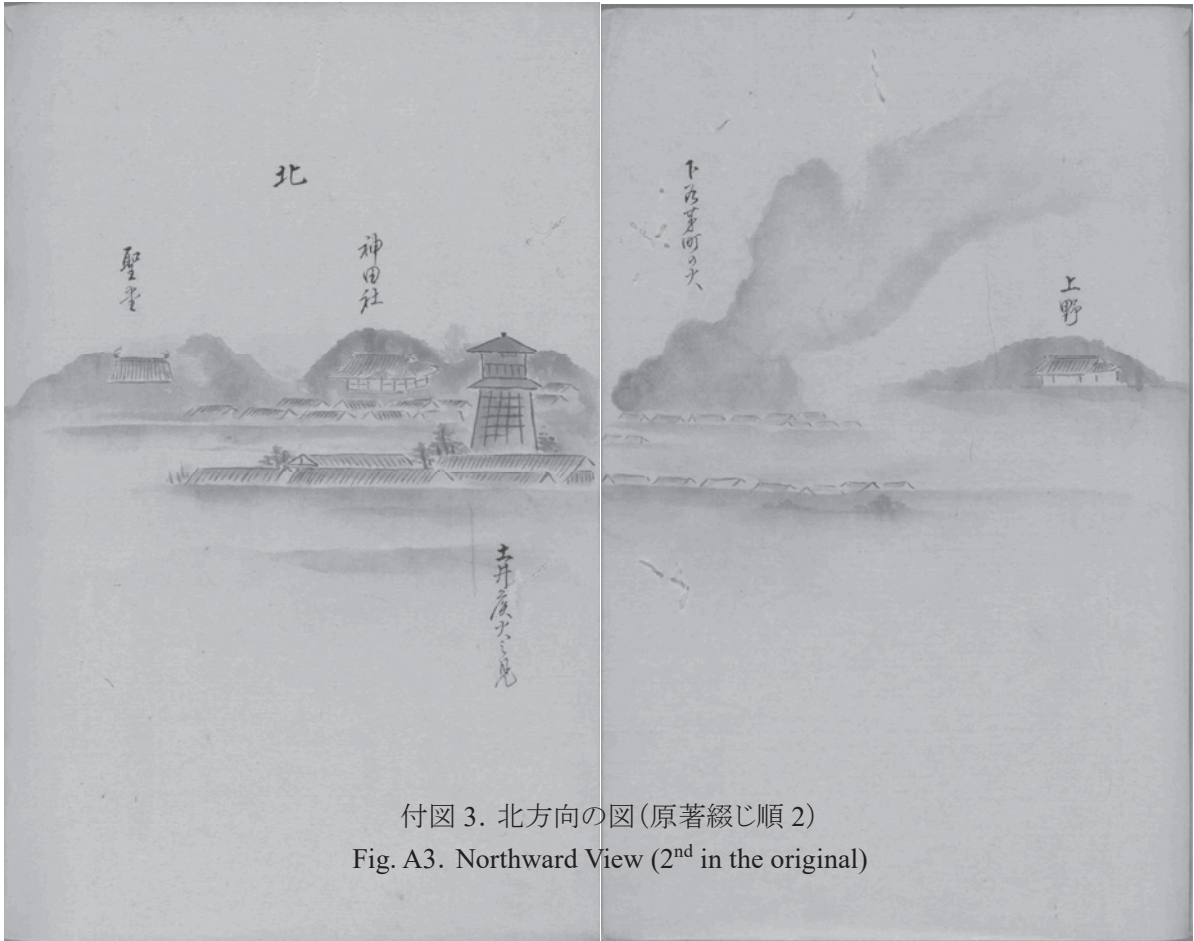 上野
下谷茅町の火
神田社
北
聖堂
土井侯火之見
付図 3. 北方向の図(原著綴じ順 2)
Fig. A3. Northward View (2nd in the original)